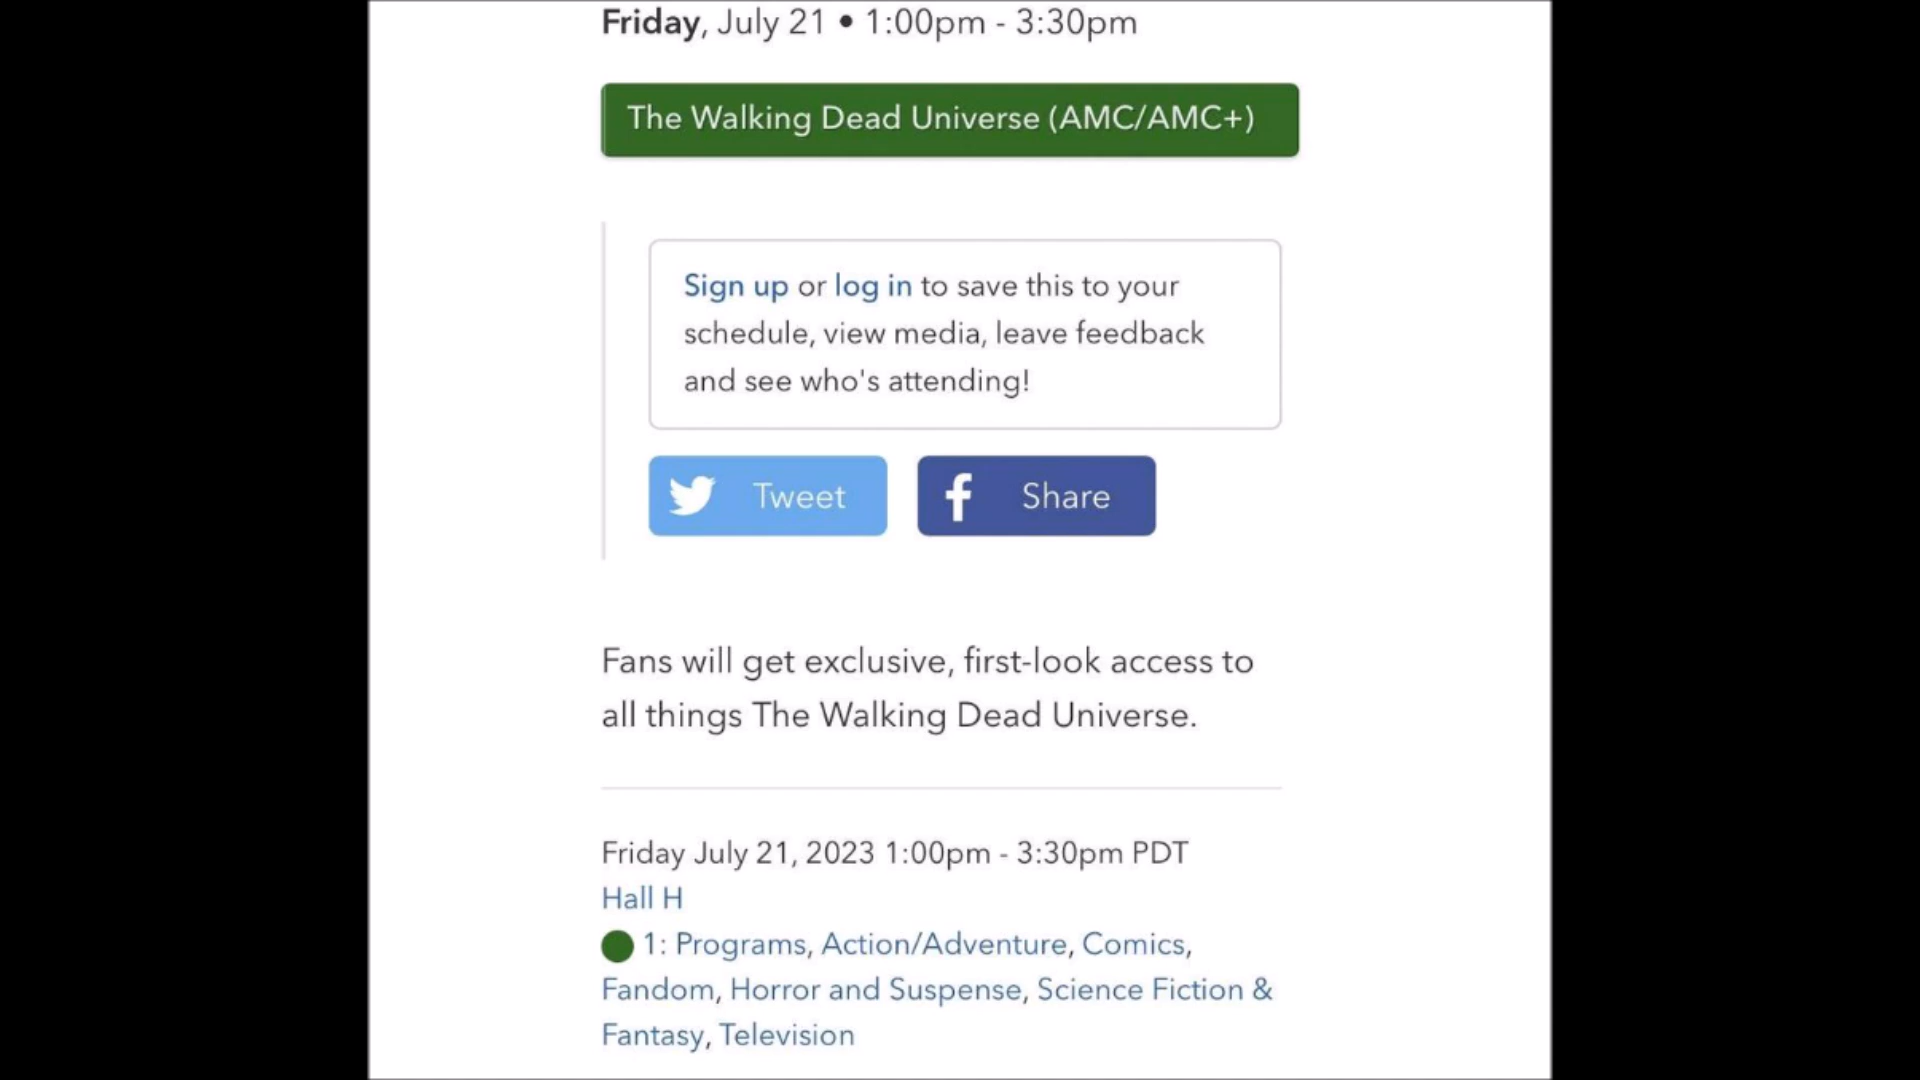 Friday, July 21 • 1:00pm - 3:30pm
The Walking Dead Universe (AMC/AMC+)
Sign up or log in to save this to your
schedule, view media, leave feedback
and see who's attending!
Tweet
Share
Fans will get exclusive, first-look access to
all things The Walking Dead Universe.
Friday July 21, 2023 1:00pm - 3:30pm PDT
Hall H
1: Programs, Action/Adventure, Comics,
Fandom, Horror and Suspense, Science Fiction &
Fantasy, Television